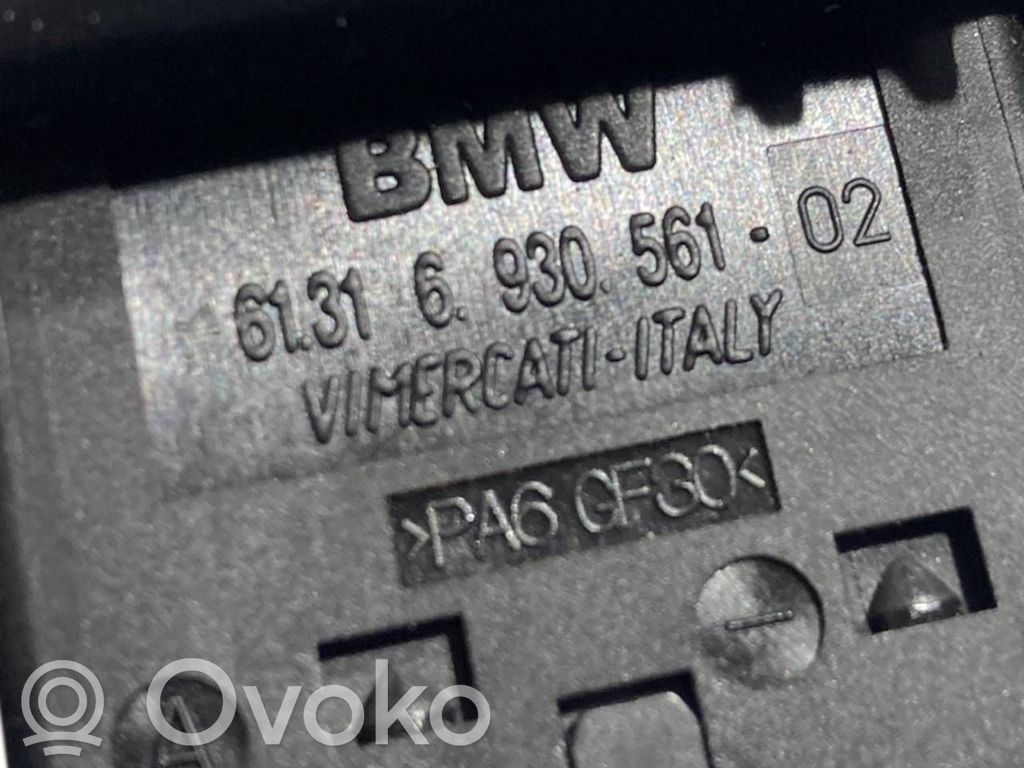 BMW
61.31 6. 930. 561-02
VIMERCATI-ITALY
>PA6 GF30<
A
Ovoko